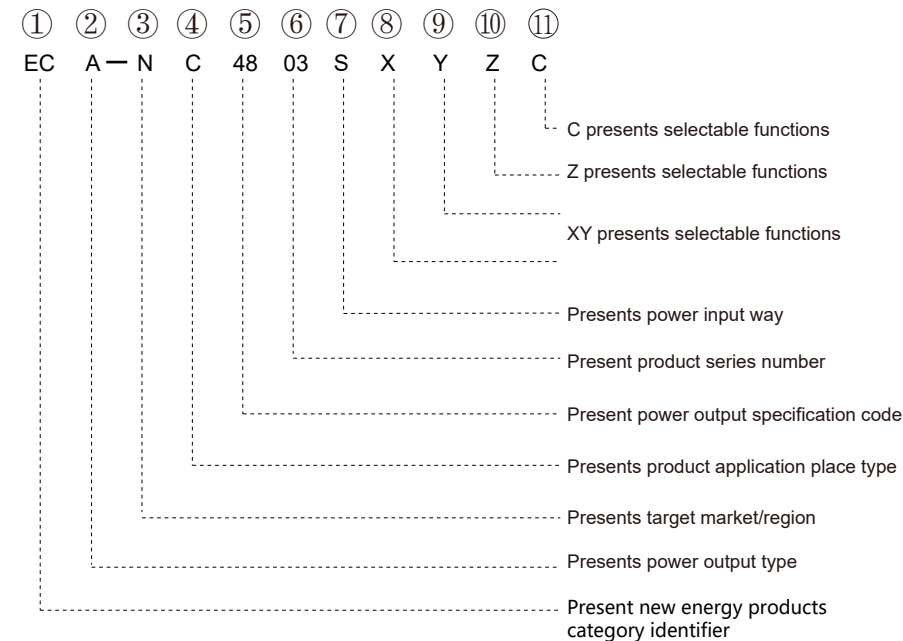 ① ② ③ ④ ⑤ ⑥ ⑦ ⑧ ⑨ ⑩ ⑪
EC A — N C 48 03 S X Y Z C
C presents selectable functions
Z presents selectable functions
XY presents selectable functions
Presents power input way
Present product series number
Present power output specification code
Presents product application place type
Presents target market/region
Presents power output type
Present new energy products
category identifier